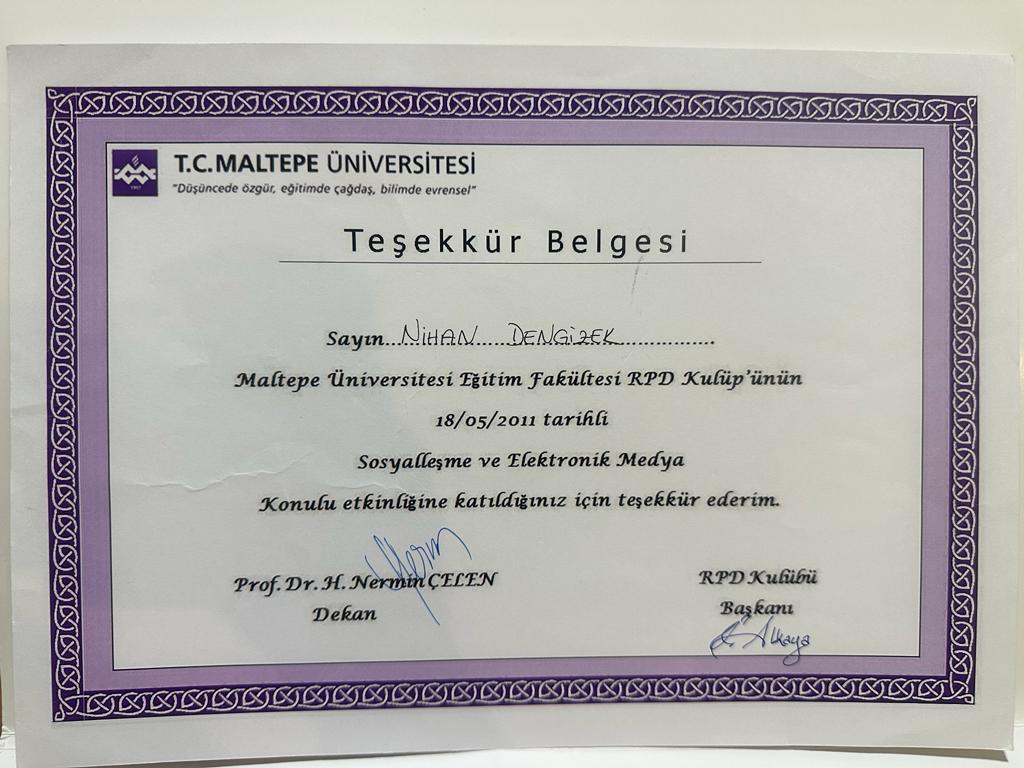 T.C. MALTEPE ÜNİVERSİTESİ
"Düşüncede özgür, eğitimde çağdaş, bilimde evrensel"
1997
Teşekkür Belgesi
Sayın...NİHAN.....DENGİZEK................
Maltepe Üniversitesi Eğitim Fakültesi RPD Kulüp'ünün
18/05/2011 tarihli
Sosyalleşme ve Elektronik Medya
Konulu etkinliğine katıldığınız için teşekkür ederim.
Prof. Dr. H. Nermin ÇELEN
Dekan
RPD Kulübü
Başkanı
Alkaya